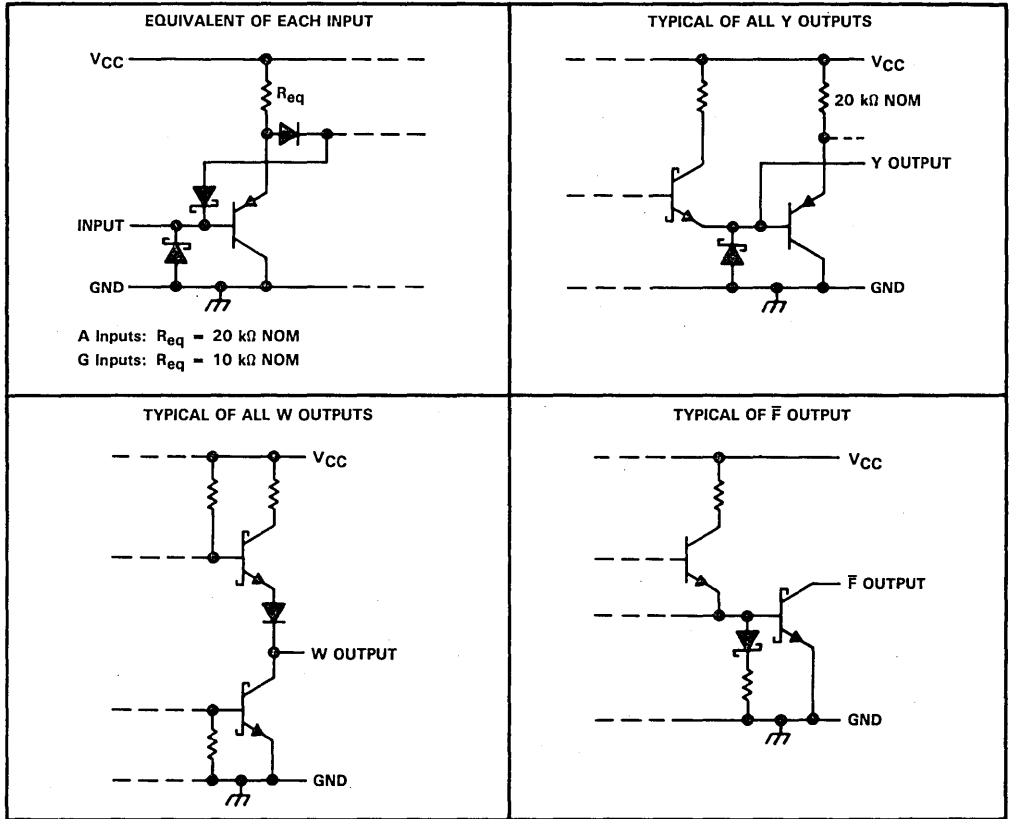 EQUIVALENT OF EACH INPUT
VCC
Req
INPUT
GND
A Inputs: Req = 20 kΩ NOM
G Inputs: Req = 10 kΩ NOM
TYPICAL OF ALL Y OUTPUTS
VCC
20 kΩ NOM
Y OUTPUT
GND
TYPICAL OF ALL W OUTPUTS
VCC
W OUTPUT
GND
TYPICAL OF F̅ OUTPUT
VCC
F̅ OUTPUT
GND